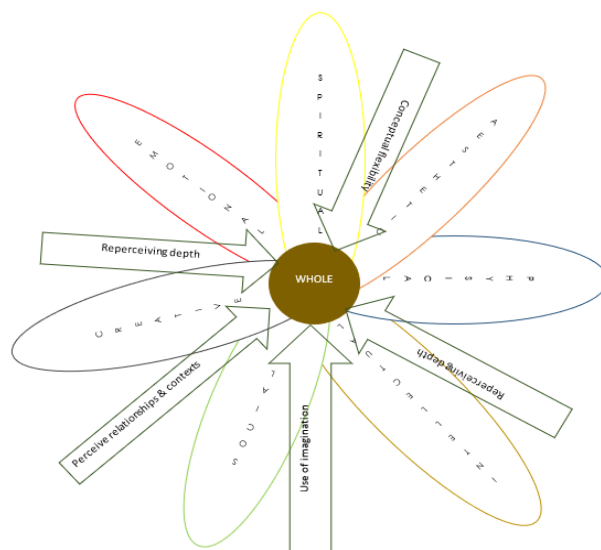 SPIRITUAL
AESTHETIC
Conceptual flexibility
EMOTIONAL
Reperceiving depth
WHOLE
PHYSICAL
CREATIVE
Reperceiving depth
INTELLECTUAL
SOCIAL
Perceive relationships & contexts
Use of imagination